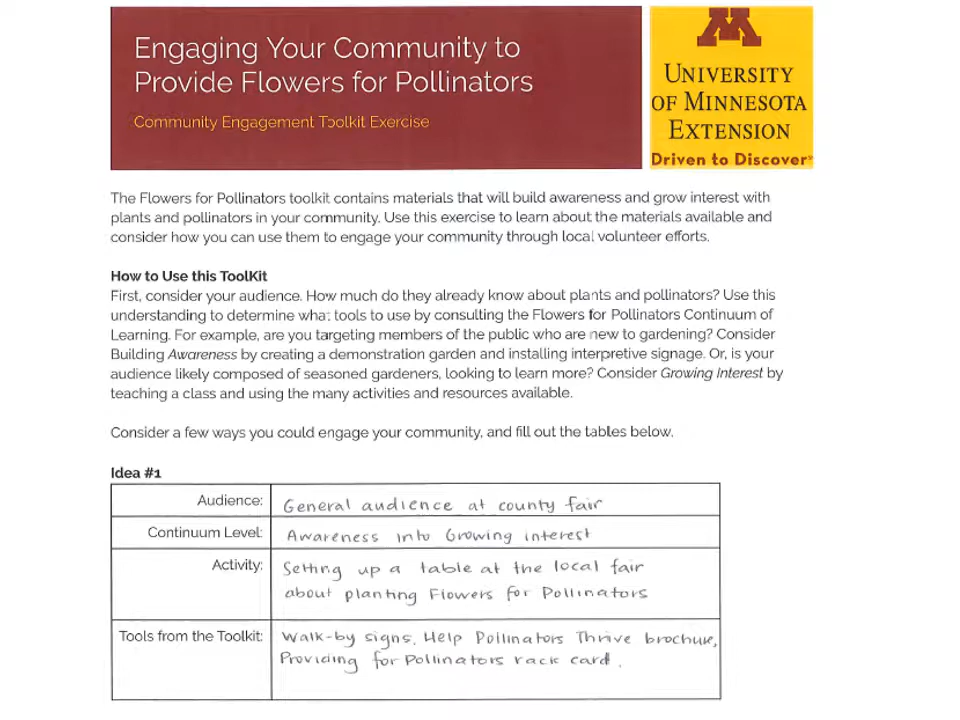 Engaging Your Community to
Provide Flowers for Pollinators
Community Engagement Toolkit Exercise
UNIVERSITY
OF MINNESOTA
EXTENSION
Driven to Discover
The Flowers for Pollinators toolkit contains materials that will build awareness and grow interest with
plants and pollinators in your community. Use this exercise to learn about the materials available and
consider how you can use them to engage your community through local volunteer efforts.
How to Use this ToolKit
First, consider your audience. How much do they already know about plants and pollinators? Use this
understanding to determine what tools to use by consulting the Flowers for Pollinators Continuum of
Learning. For example, are you targeting members of the public who are new to gardening? Consider
Building Awareness by creating a demonstration garden and installing interpretive signage. Or, is your
audience likely composed of seasoned gardeners, looking to learn more? Consider Growing Interest by
teaching a class and using the many activities and resources available.
Consider a few ways you could engage your community, and fill out the tables below.
Idea #1
Audience: General audience at county fair
Continuum Level: Awareness into Growing interest
Activity: Setting up a table at the local fair
about planting Flowers for Pollinators
Tools from the Toolkit: Walk-by signs, Help Pollinators Thrive brochure,
Providing for Pollinators rack card.